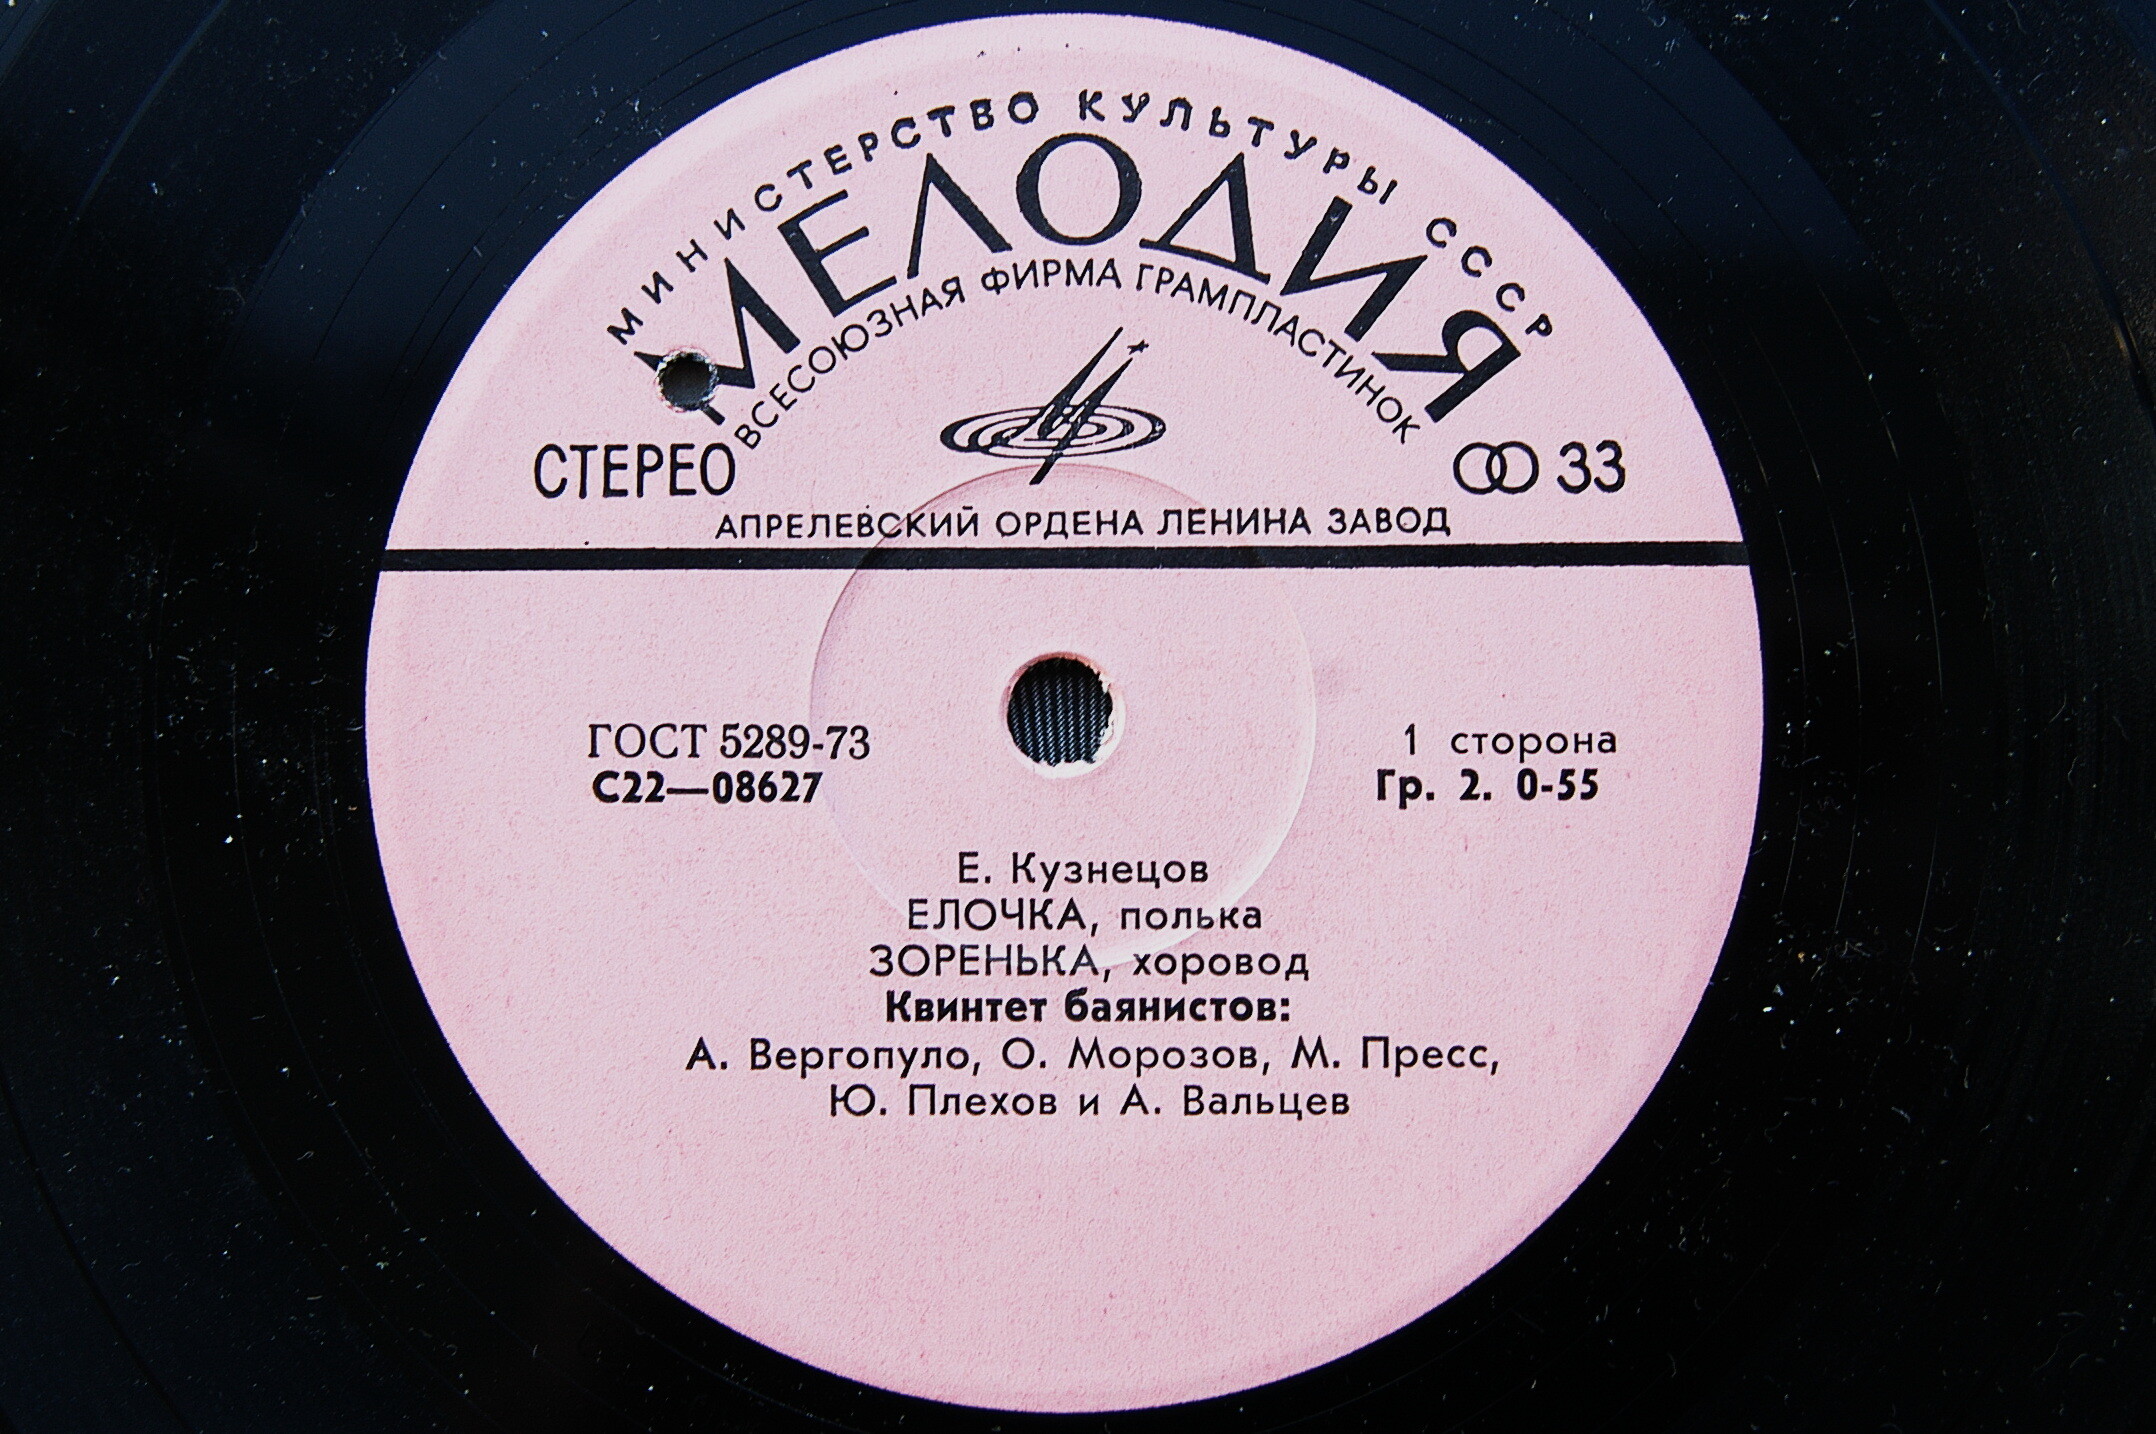 МИНИСТЕРСТВО КУЛЬТУРЫ СССР
МЕЛОДИЯ
ВСЕСОЮЗНАЯ ФИРМА ГРАМПЛАСТИНОК
СТЕРЕО
33
АПРЕЛЕВСКИЙ ОРДЕНА ЛЕНИНА ЗАВОД
ГОСТ 5289-73
С22—08627
1 сторона
Гр. 2. 0-55
Е. Кузнецов
ЕЛОЧКА, полька
ЗОРЕНЬКА, хоровод
Квинтет баянистов:
А. Вергопуло, О. Морозов, М. Пресс,
Ю. Плехов и А. Вальцев